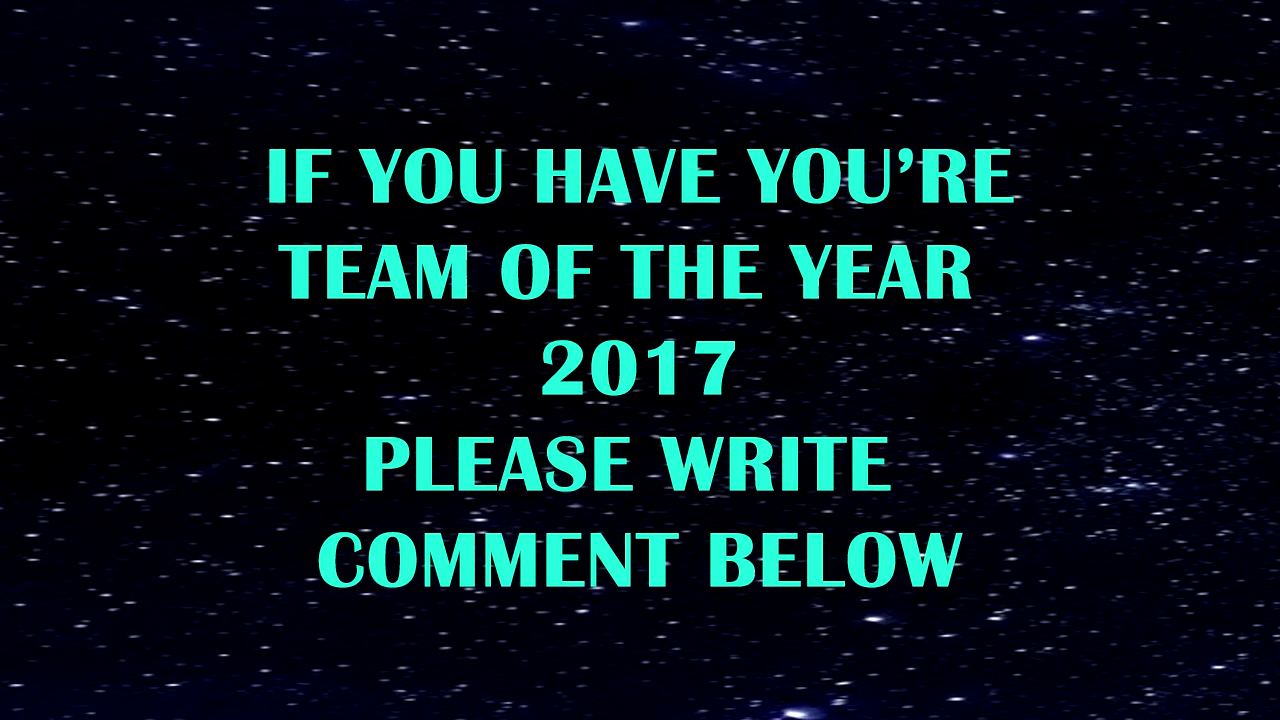 IF YOU HAVE YOU’RE
TEAM OF THE YEAR
2017
PLEASE WRITE
COMMENT BELOW